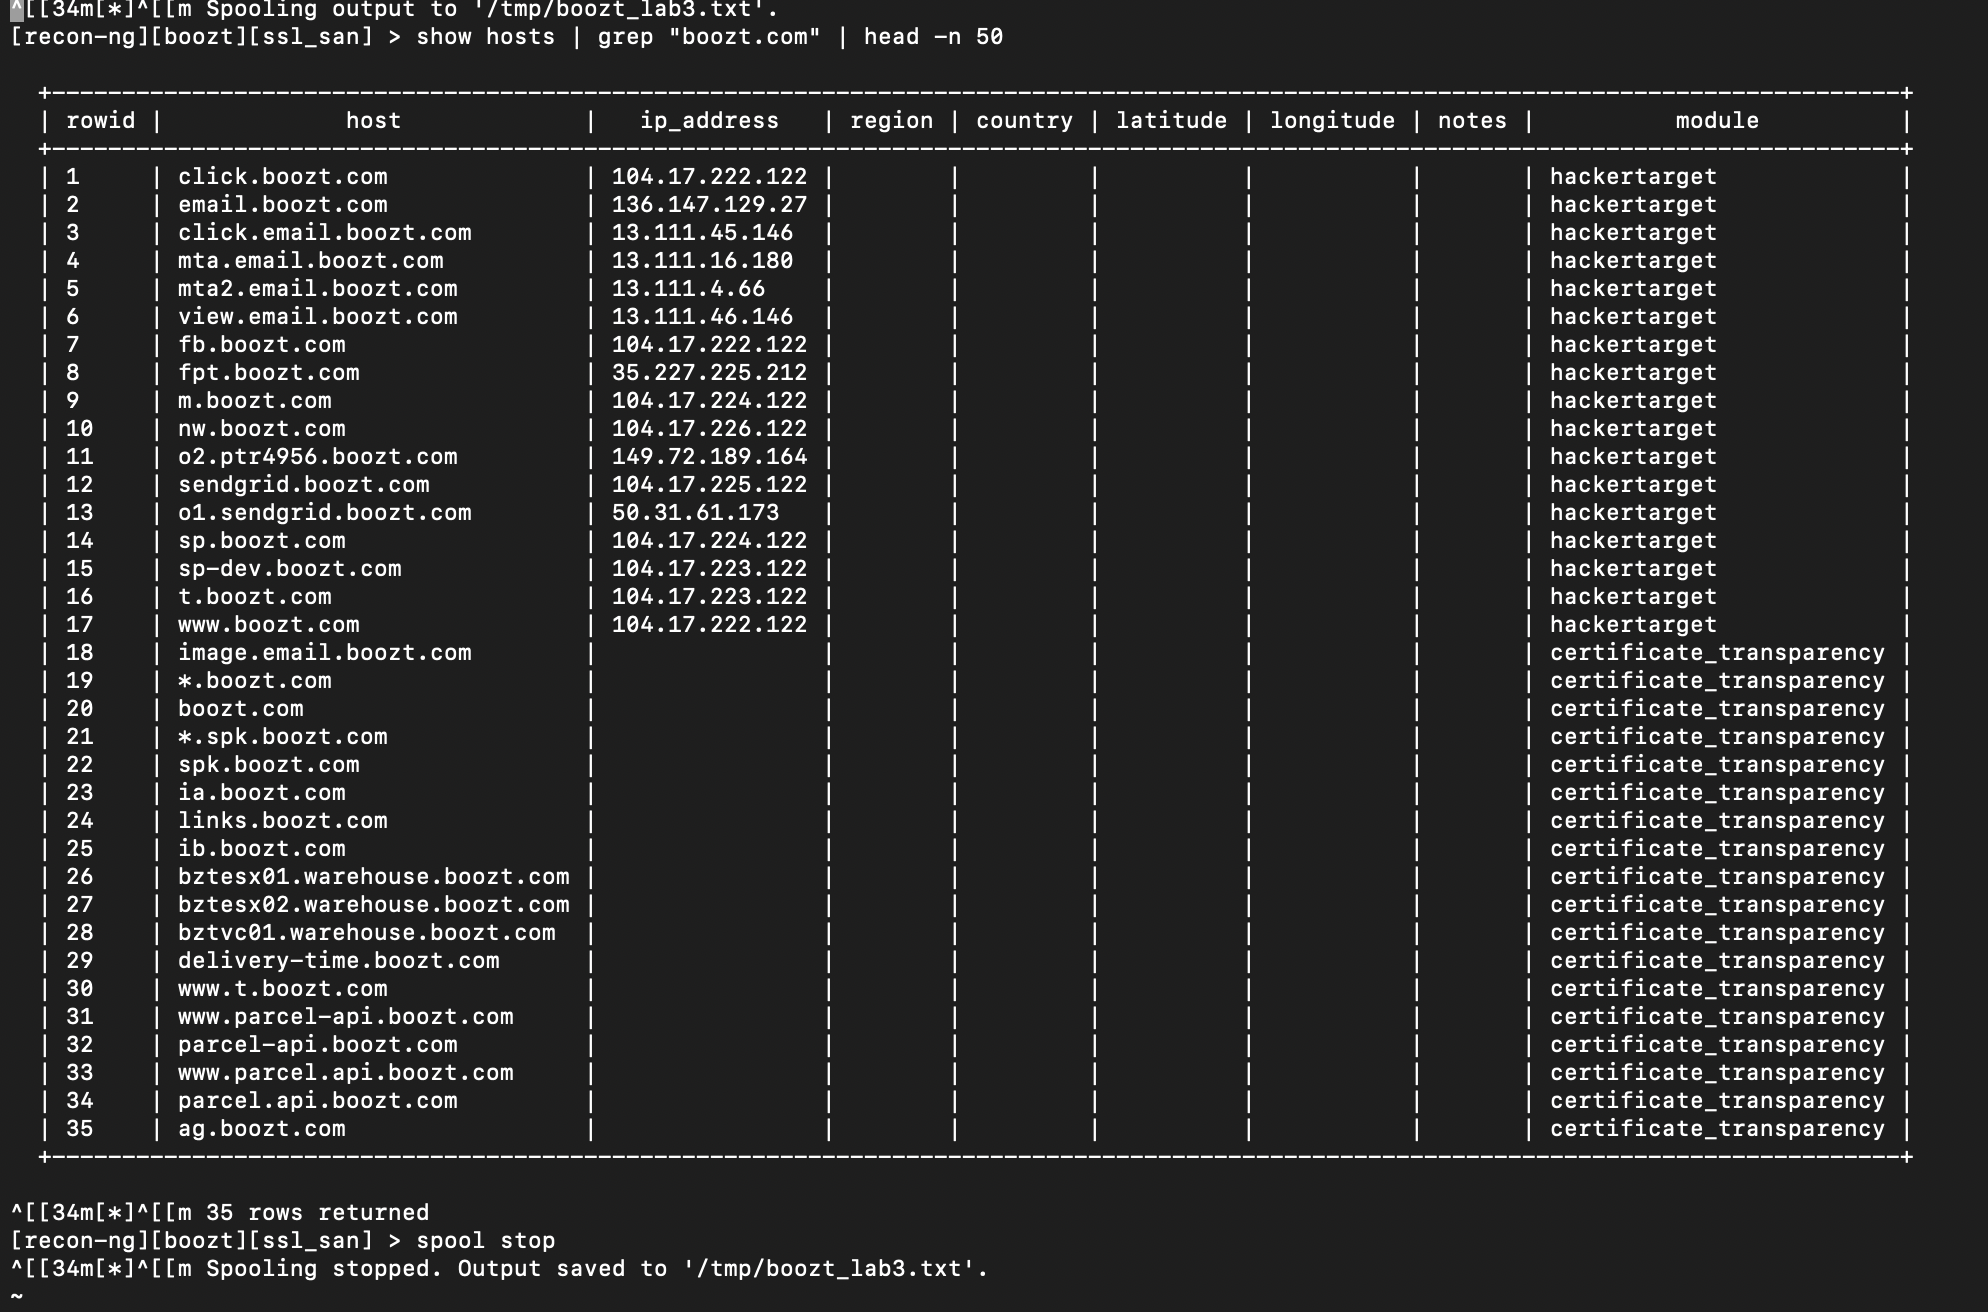 ^[[34m[*]^[[m Spooling output to '/tmp/boozt_lab3.txt'.
[recon-ng][boozt][ssl_san] > show hosts | grep "boozt.com" | head -n 50
+------------------------------------------------------------------------------------------------------------------------------------+
| rowid |             host             |   ip_address   | region | country | latitude | longitude | notes |          module          |
+------------------------------------------------------------------------------------------------------------------------------------+
| 1     | click.boozt.com              | 104.17.222.122 |        |         |          |           |       | hackertarget             |
| 2     | email.boozt.com              | 136.147.129.27 |        |         |          |           |       | hackertarget             |
| 3     | click.email.boozt.com        | 13.111.45.146  |        |         |          |           |       | hackertarget             |
| 4     | mta.email.boozt.com          | 13.111.16.180  |        |         |          |           |       | hackertarget             |
| 5     | mta2.email.boozt.com         | 13.111.4.66    |        |         |          |           |       | hackertarget             |
| 6     | view.email.boozt.com         | 13.111.46.146  |        |         |          |           |       | hackertarget             |
| 7     | fb.boozt.com                 | 104.17.222.122 |        |         |          |           |       | hackertarget             |
| 8     | fpt.boozt.com                | 35.227.225.212 |        |         |          |           |       | hackertarget             |
| 9     | m.boozt.com                  | 104.17.224.122 |        |         |          |           |       | hackertarget             |
| 10    | nw.boozt.com                 | 104.17.226.122 |        |         |          |           |       | hackertarget             |
| 11    | o2.ptr4956.boozt.com         | 149.72.189.164 |        |         |          |           |       | hackertarget             |
| 12    | sendgrid.boozt.com           | 104.17.225.122 |        |         |          |           |       | hackertarget             |
| 13    | o1.sendgrid.boozt.com        | 50.31.61.173   |        |         |          |           |       | hackertarget             |
| 14    | sp.boozt.com                 | 104.17.224.122 |        |         |          |           |       | hackertarget             |
| 15    | sp-dev.boozt.com             | 104.17.223.122 |        |         |          |           |       | hackertarget             |
| 16    | t.boozt.com                  | 104.17.223.122 |        |         |          |           |       | hackertarget             |
| 17    | www.boozt.com                | 104.17.222.122 |        |         |          |           |       | hackertarget             |
| 18    | image.email.boozt.com        |                |        |         |          |           |       | certificate_transparency |
| 19    | *.boozt.com                  |                |        |         |          |           |       | certificate_transparency |
| 20    | boozt.com                    |                |        |         |          |           |       | certificate_transparency |
| 21    | *.spk.boozt.com              |                |        |         |          |           |       | certificate_transparency |
| 22    | spk.boozt.com                |                |        |         |          |           |       | certificate_transparency |
| 23    | ia.boozt.com                 |                |        |         |          |           |       | certificate_transparency |
| 24    | links.boozt.com              |                |        |         |          |           |       | certificate_transparency |
| 25    | ib.boozt.com                 |                |        |         |          |           |       | certificate_transparency |
| 26    | bztesx01.warehouse.boozt.com |                |        |         |          |           |       | certificate_transparency |
| 27    | bztesx02.warehouse.boozt.com |                |        |         |          |           |       | certificate_transparency |
| 28    | bztvc01.warehouse.boozt.com  |                |        |         |          |           |       | certificate_transparency |
| 29    | delivery-time.boozt.com      |                |        |         |          |           |       | certificate_transparency |
| 30    | www.t.boozt.com              |                |        |         |          |           |       | certificate_transparency |
| 31    | www.parcel-api.boozt.com     |                |        |         |          |           |       | certificate_transparency |
| 32    | parcel-api.boozt.com         |                |        |         |          |           |       | certificate_transparency |
| 33    | www.parcel.api.boozt.com     |                |        |         |          |           |       | certificate_transparency |
| 34    | parcel.api.boozt.com         |                |        |         |          |           |       | certificate_transparency |
| 35    | ag.boozt.com                 |                |        |         |          |           |       | certificate_transparency |
+------------------------------------------------------------------------------------------------------------------------------------+
^[[34m[*]^[[m 35 rows returned
[recon-ng][boozt][ssl_san] > spool stop
^[[34m[*]^[[m Spooling stopped. Output saved to '/tmp/boozt_lab3.txt'.
~